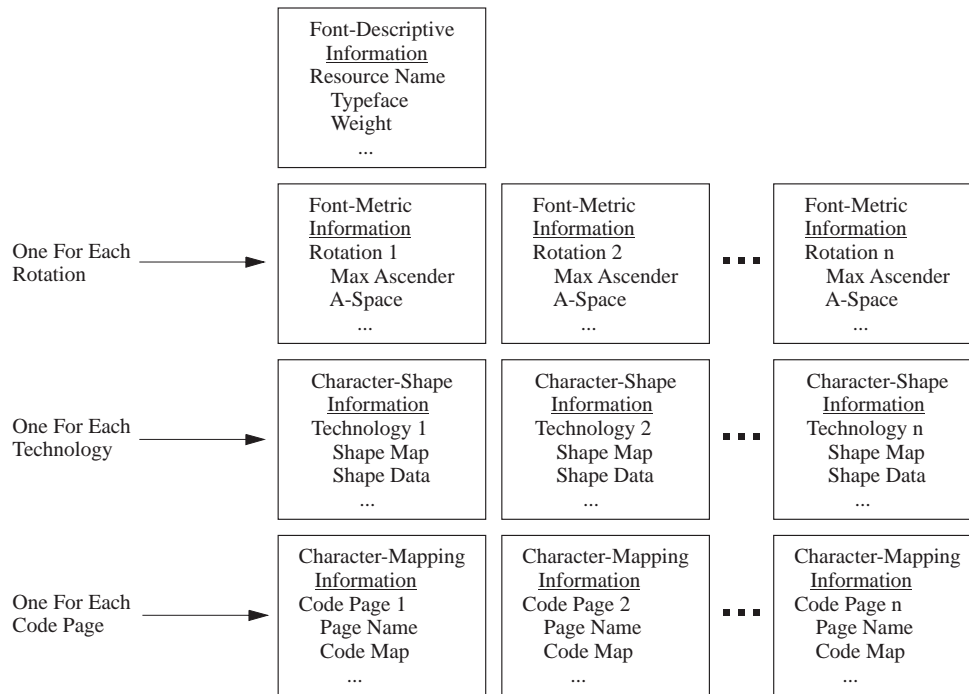 Font-Descriptive
Information
Resource Name
Typeface
Weight
...
One For Each
Rotation
Font-Metric
Information
Rotation 1
Max Ascender
A-Space
...
Font-Metric
Information
Rotation 2
Max Ascender
A-Space
...
Font-Metric
Information
Rotation n
Max Ascender
A-Space
...
One For Each
Technology
Character-Shape
Information
Technology 1
Shape Map
Shape Data
...
Character-Shape
Information
Technology 2
Shape Map
Shape Data
...
Character-Shape
Information
Technology n
Shape Map
Shape Data
...
One For Each
Code Page
Character-Mapping
Information
Code Page 1
Page Name
Code Map
...
Character-Mapping
Information
Code Page 2
Page Name
Code Map
...
Character-Mapping
Information
Code Page n
Page Name
Code Map
...